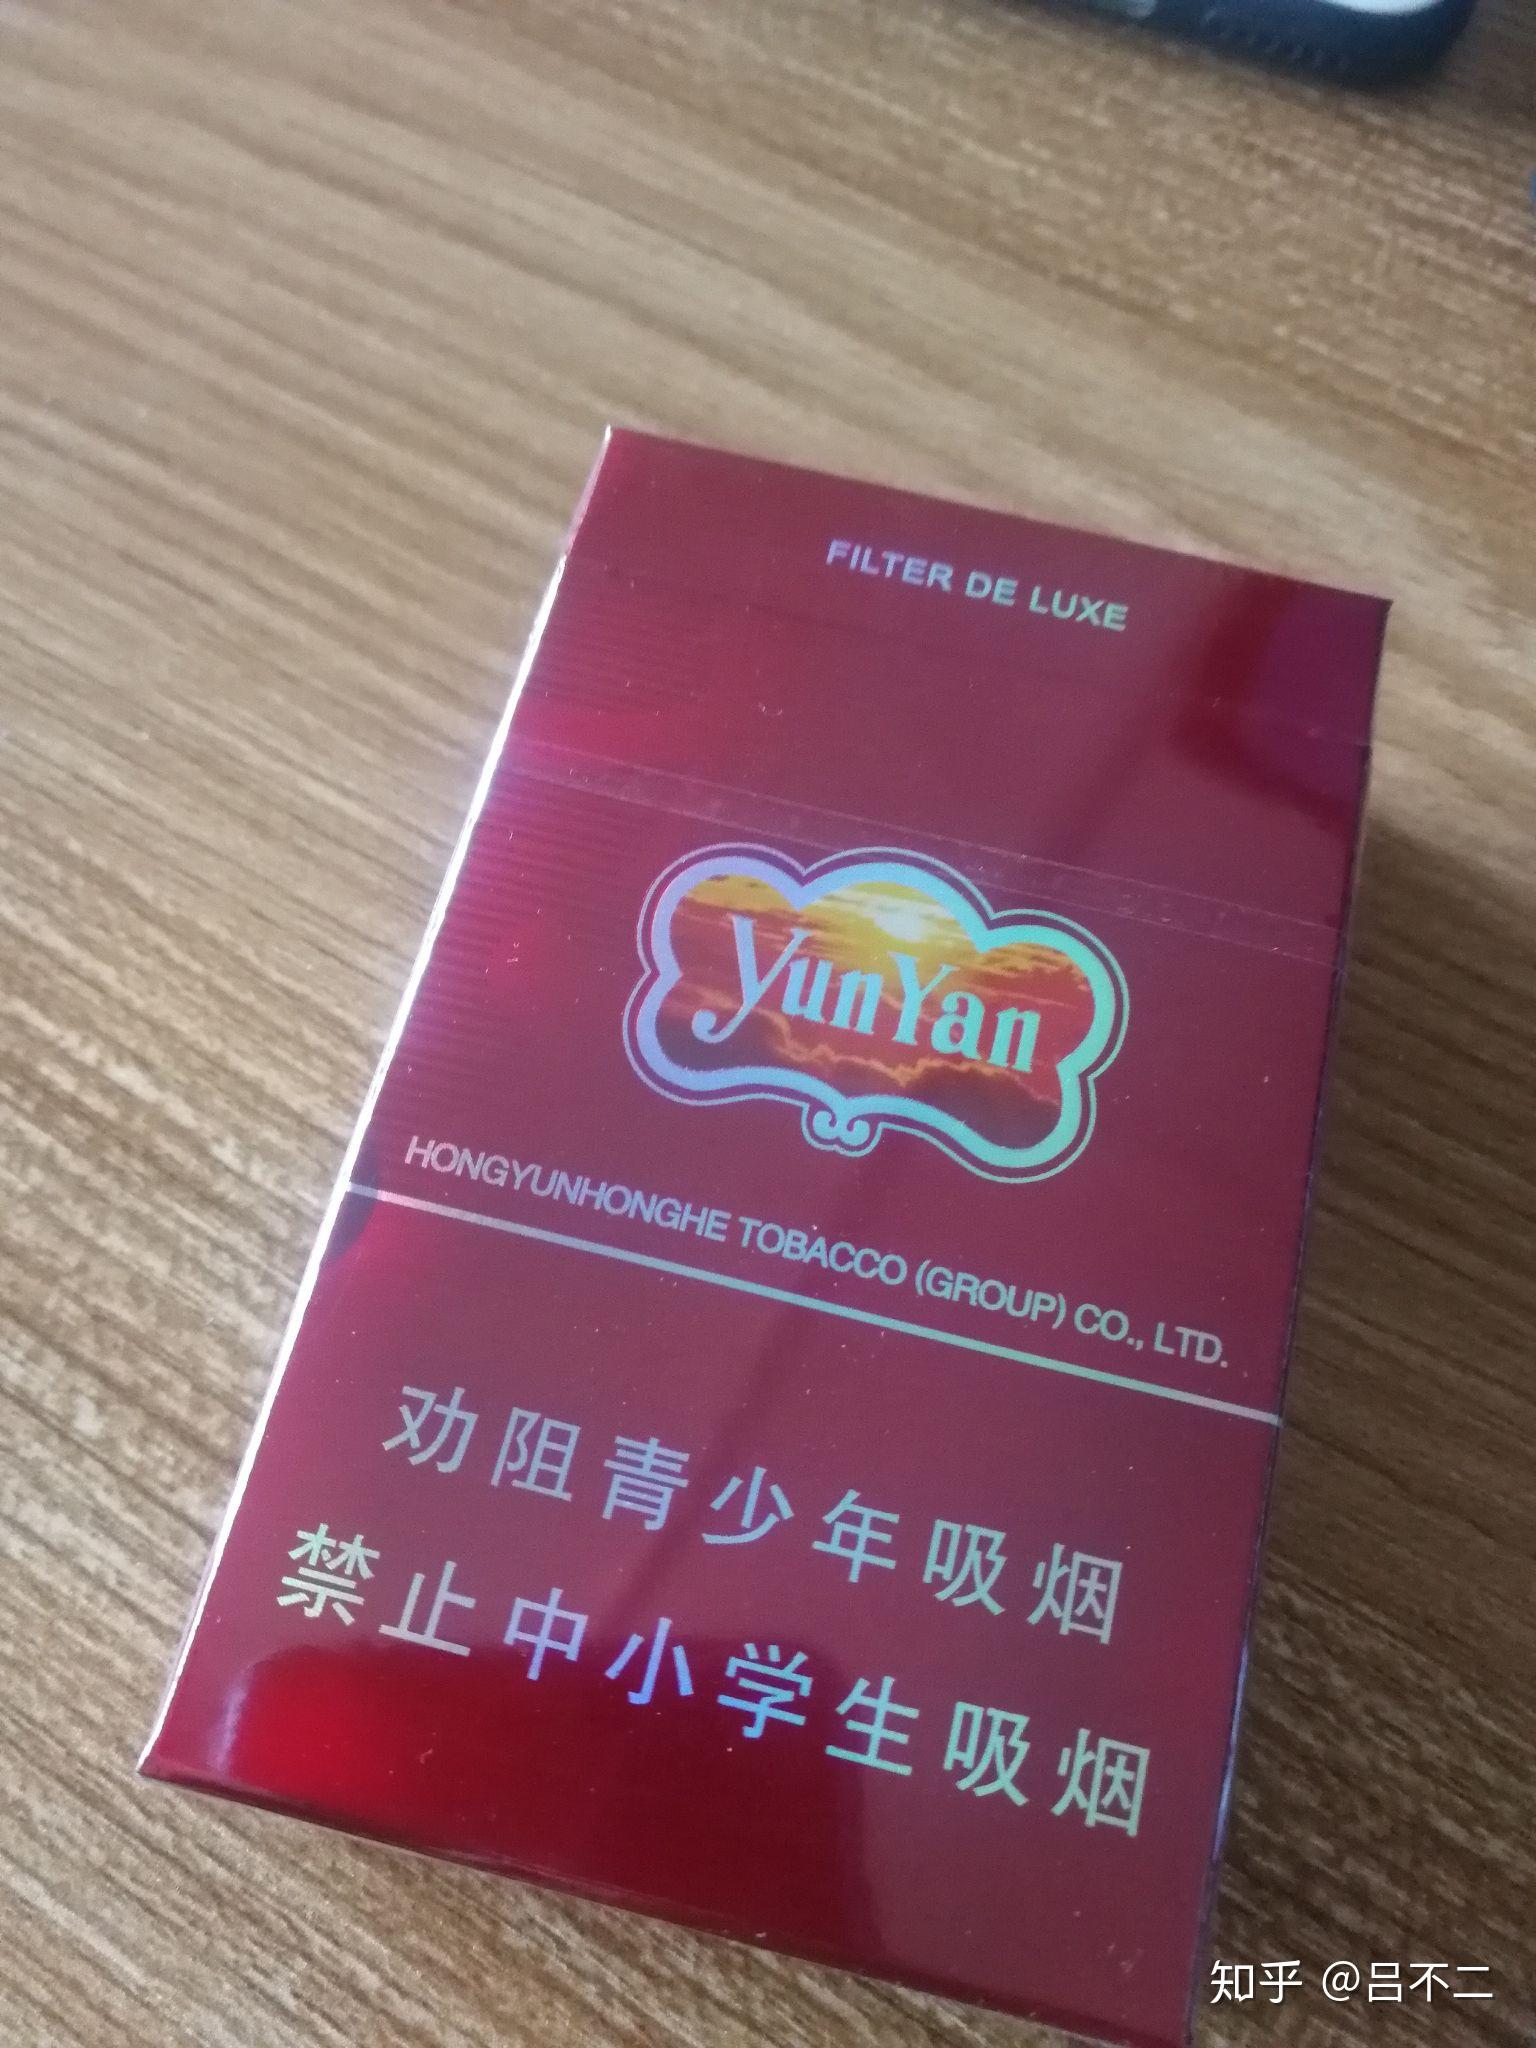 FILTER DE LUXE
YunYan
HONGYUNHONGHE TOBACCO (GROUP) CO., LTD.
劝阻青少年吸烟
禁止中小学生吸烟
知乎 @吕不二